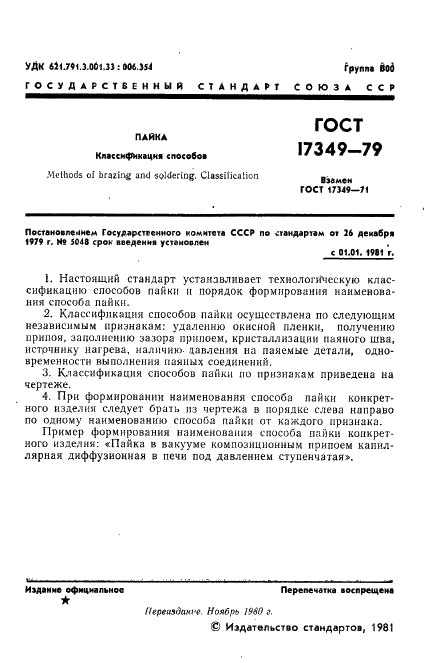 УДК 621.791.3.001.33 : 006.354
Группа В00
ГОСУДАРСТВЕННЫЙ СТАНДАРТ СОЮЗА ССР
ПАЙКА
Классификация способов
Methods of brazing and soldering. Classification
ГОСТ
17349—79
Взамен
ГОСТ 17349—71
Постановлением Государственного комитета СССР по стандартам от 26 декабря
1979 г. № 5048 срок введения установлен
с 01.01. 1981 г.
1. Настоящий стандарт устанавливает технологическую клас-
сификацию способов пайки и порядок формирования наименова-
ния способа пайки.
2. Классификация способов пайки осуществлена по следующим
независимым признакам: удалению окисной пленки, получению
припоя, заполнению зазора припоем, кристаллизации паяного шва,
источнику нагрева, наличию давления на паяемые детали, одно-
временности выполнения паяных соединений.
3. Классификация способов пайки по признакам приведена на
чертеже.
4. При формировании наименования способа пайки конкрет-
ного изделия следует брать из чертежа в порядке слева направо
по одному наименованию способа пайки от каждого признака.
Пример формирования наименования способа пайки конкрет-
ного изделия: «Пайка в вакууме композиционным припоем капил-
лярная диффузионная в печи под давлением ступенчатая».
Издание официальное
Перепечатка воспрещена
★
Переиздание. Ноябрь 1980 г.
© Издательство стандартов, 1981